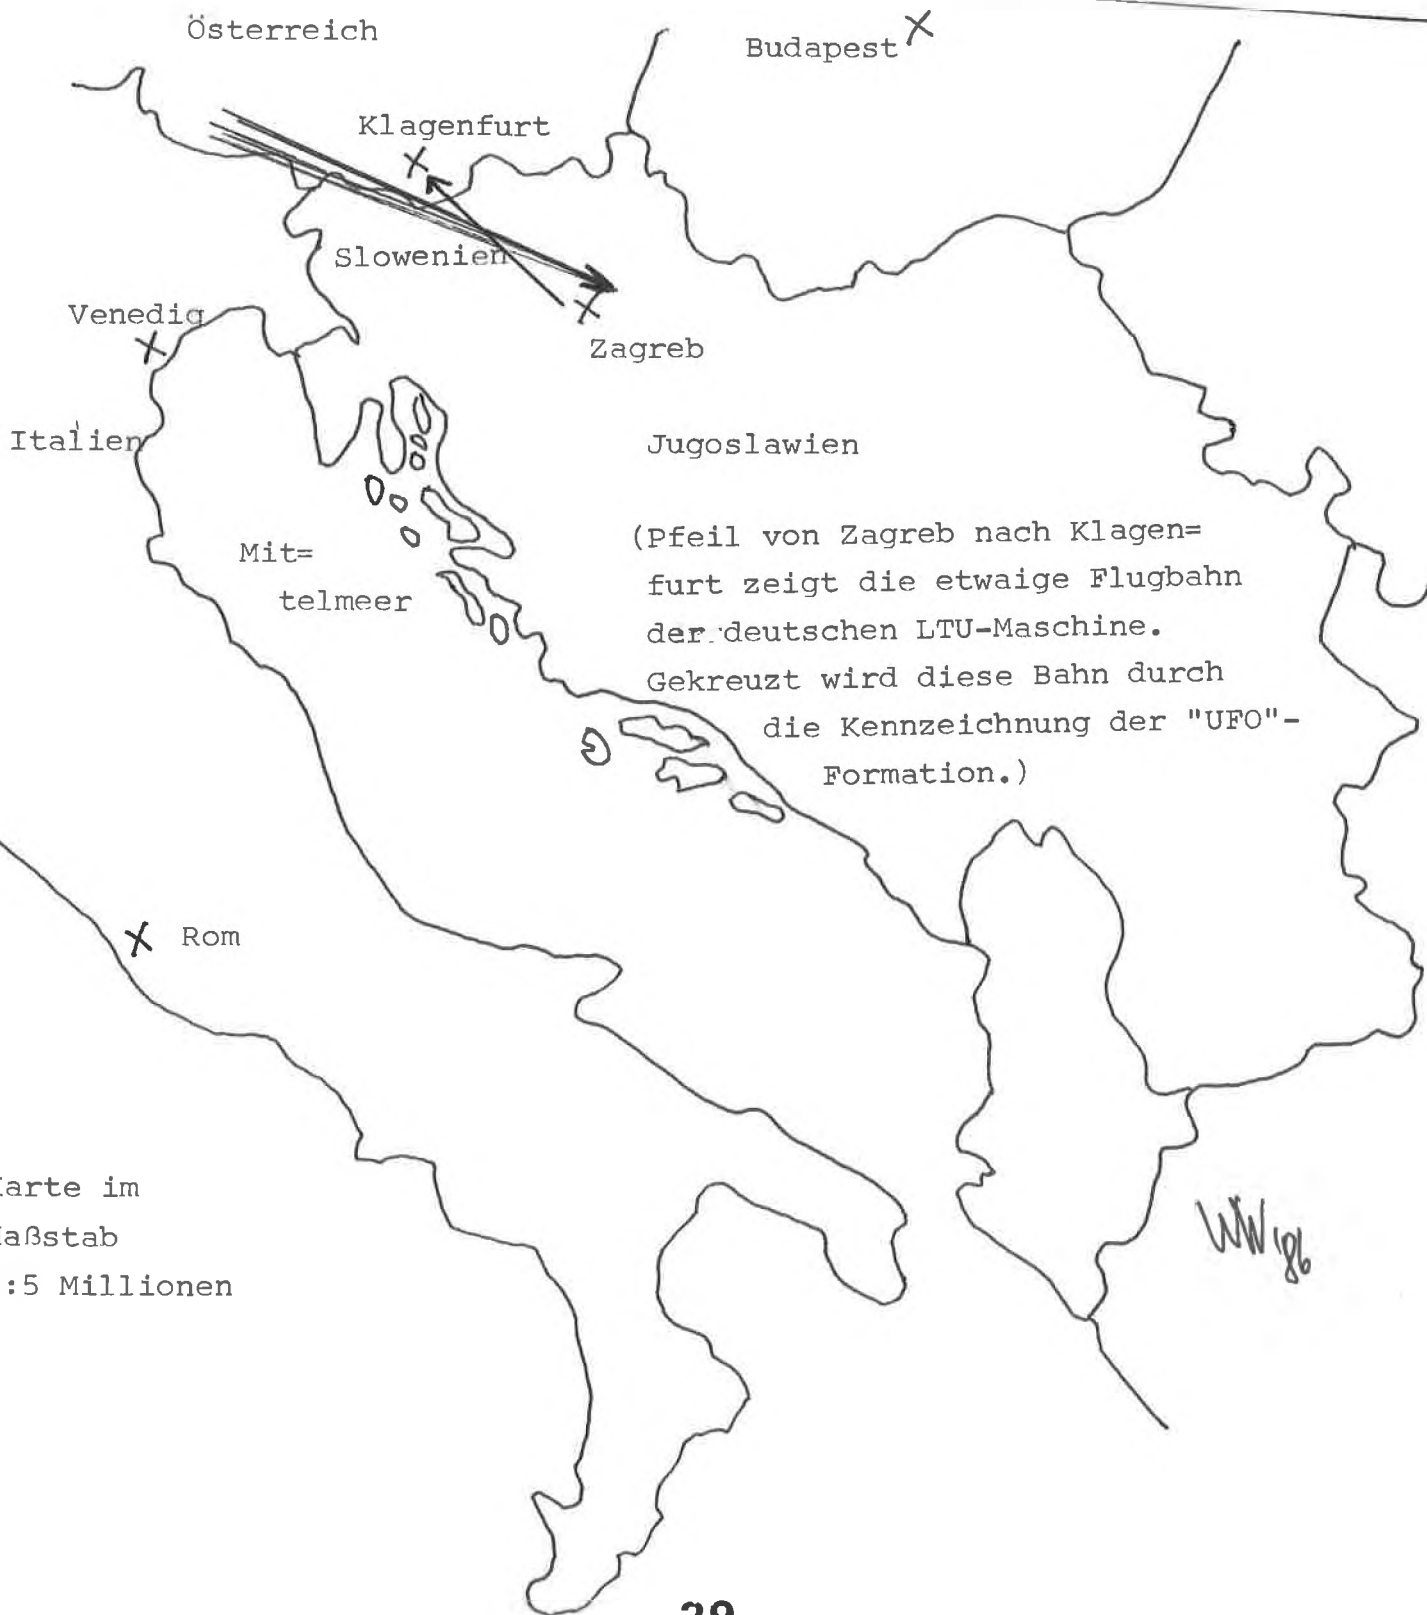 Österreich
Budapest
Klagenfurt
Slowenien
Venedig
Zagreb
Italien
Jugoslawien
Mit=
telmeer
(Pfeil von Zagreb nach Klagen=
furt zeigt die etwaige Flugbahn
der deutschen LTU-Maschine.
Gekreuzt wird diese Bahn durch
die Kennzeichnung der "UFO"-
Formation.)
Rom
arte im
aßstab
:5 Millionen
WW '86